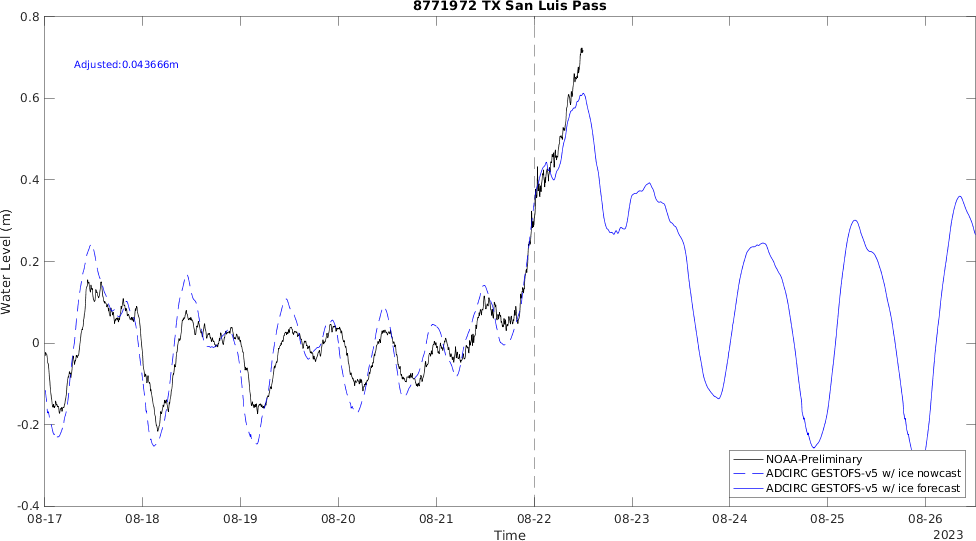 8771972 TX San Luis Pass
Adjusted:0.043666m
Water Level (m)
0.8
0.6
0.4
0.2
0
-0.2
-0.4
NOAA-Preliminary
ADCIRC GESTOFS-v5 w/ ice nowcast
ADCIRC GESTOFS-v5 w/ ice forecast
08-17 08-18 08-19 08-20 08-21 08-22 08-23 08-24 08-25 08-26
Time
2023